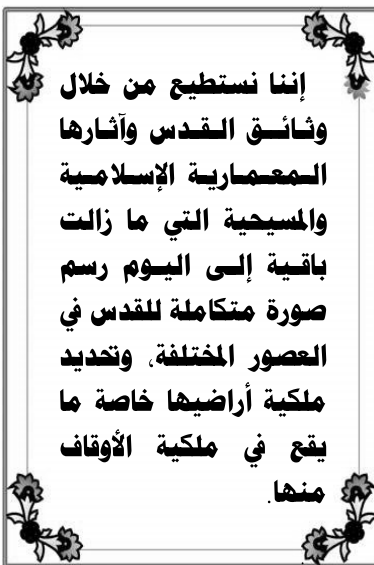 إننا نستطيع من خلال
وثائق القدس وآثارها
المعمارية الإسلامية
والمسيحية التي ما زالت
باقية إلى اليوم رسم
صورة متكاملة للقدس في
العصور المختلفة، وتحديد
ملكية أراضيها خاصة ما
يقع في ملكية الأوقاف
منها.